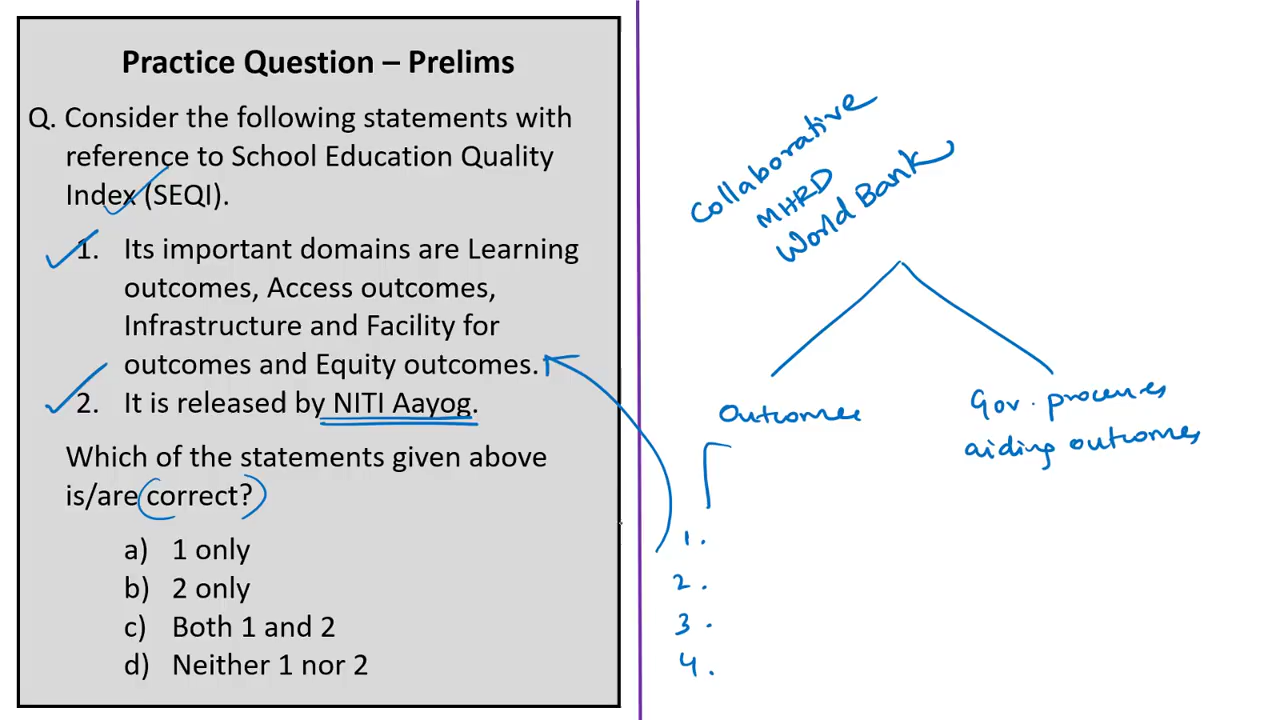 Practice Question – Prelims
Q. Consider the following statements with
reference to School Education Quality
Index (SEQI).
1. Its important domains are Learning
outcomes, Access outcomes,
Infrastructure and Facility for
outcomes and Equity outcomes.
2. It is released by NITI Aayog.
Which of the statements given above
is/are correct?
a) 1 only
b) 2 only
c) Both 1 and 2
d) Neither 1 nor 2
Collaborative
MHRD
World Bank
Outcomes
Gov. processes
aiding outcomes
1.
2.
3.
4.